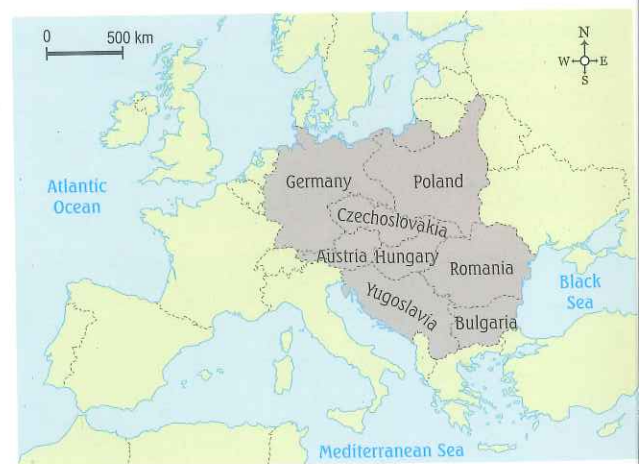 0 500 km
N
W E
S
Atlantic
Ocean
Germany
Poland
Czechoslovakia
Austria
Hungary
Romania
Yugoslavia
Bulgaria
Black
Sea
Mediterranean Sea